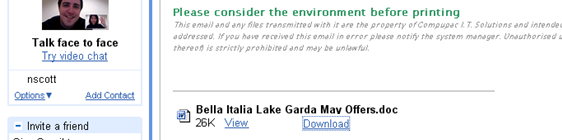 Talk face to face
Try video chat
nscott
Options▼ Add Contact
− Invite a friend
Please consider the environment before printing
This email and any files transmitted with it are the property of Compupac I.T. Solutions and intended
addressed. If you have received this email in error please notify the system manager. Unauthorised u
thereof) is strictly prohibited and may be unlawful.
Bella Italia Lake Garda May Offers.doc
26K View Download